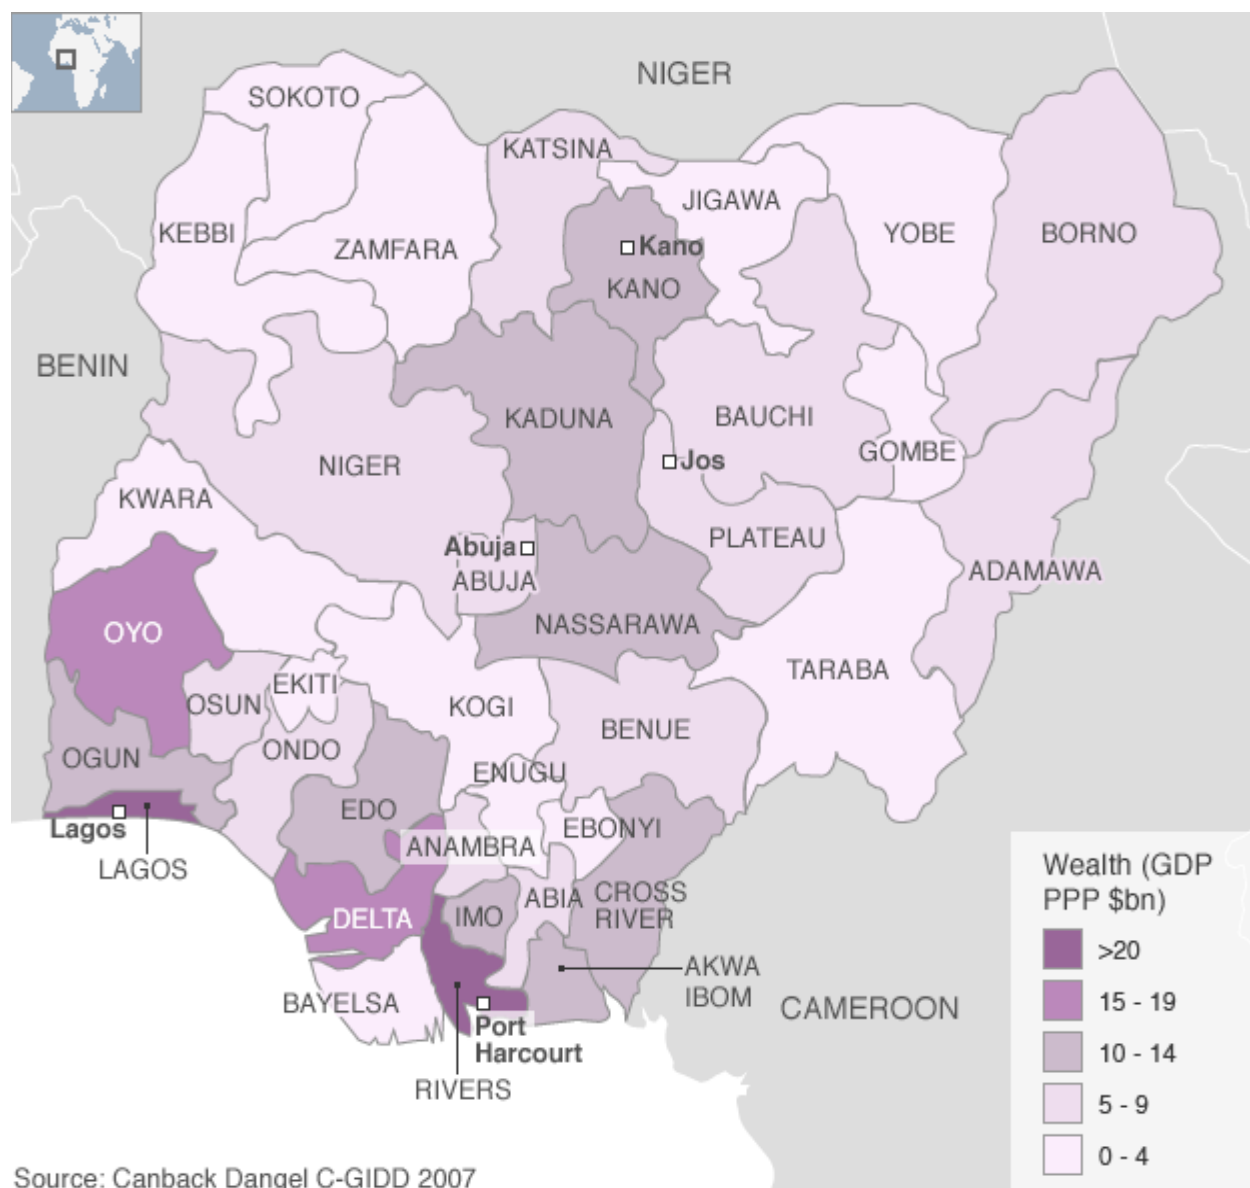 NIGER
SOKOTO
KATSINA
JIGAWA
KEBBI
ZAMFARA
YOBE
BORNO
Kano
KANO
BENIN
KADUNA
BAUCHI
GOMBE
NIGER
Jos
KWARA
PLATEAU
Abuja
ABUJA
ADAMAWA
OYO
NASSARAWA
TARABA
EKITI
OSUN
KOGI
BENUE
ONDO
OGUN
ENUGU
EDO
EBONYI
Lagos
ANAMBRA
LAGOS
ABIA
CROSS
RIVER
IMO
DELTA
AKWA
IBOM
BAYELSA
CAMEROON
Port
Harcourt
RIVERS
Wealth (GDP
PPP $bn)
>20
15 - 19
10 - 14
5 - 9
0 - 4
Source: Canback Dangel C-GIDD 2007